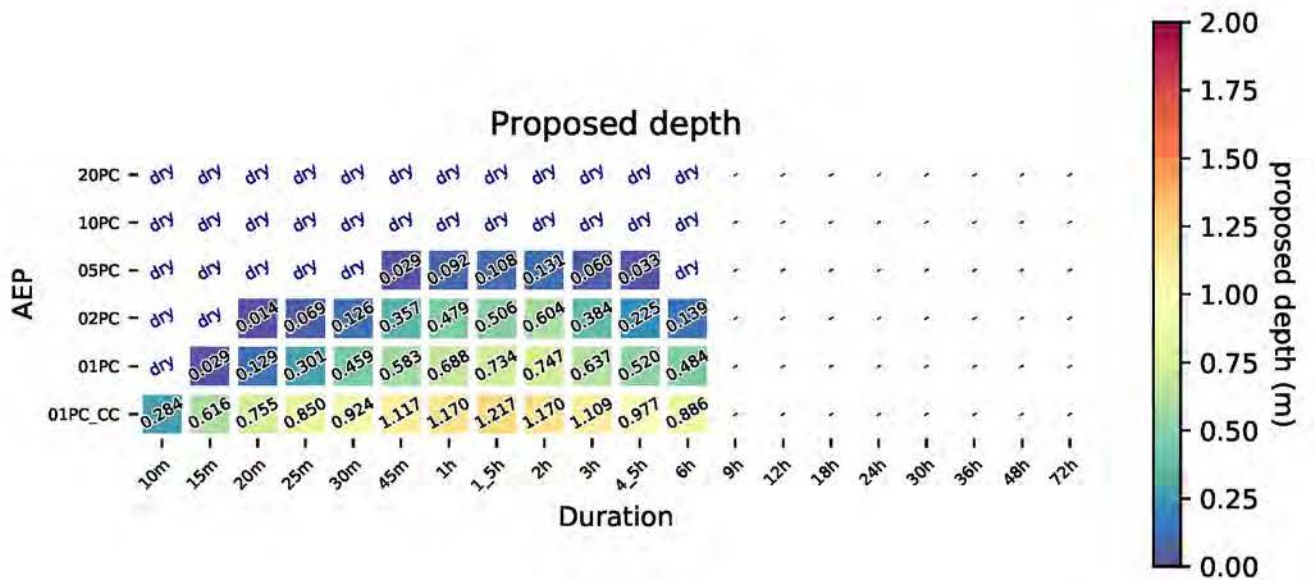 Proposed depth
AEP
20PC dry dry dry dry dry dry dry dry dry dry dry dry - - - - - - - -
10PC dry dry dry dry dry dry dry dry dry dry dry dry - - - - - - - -
05PC dry dry dry dry dry 0.029 0.092 0.108 0.131 0.060 0.033 dry - - - - - - - -
02PC dry dry 0.014 0.069 0.126 0.357 0.479 0.506 0.604 0.384 0.225 0.139 - - - - - - - -
01PC dry 0.029 0.129 0.301 0.459 0.583 0.688 0.734 0.747 0.637 0.520 0.484 - - - - - - - -
01PC_CC 0.284 0.616 0.755 0.850 0.924 1.117 1.170 1.217 1.170 1.109 0.977 0.886 - - - - - - - -
10m 15m 20m 25m 30m 45m 1h 1_5h 2h 3h 4_5h 6h 9h 12h 18h 24h 30h 36h 48h 72h
Duration
2.00
1.75
1.50
1.25
1.00
0.75
0.50
0.25
0.00
proposed depth (m)